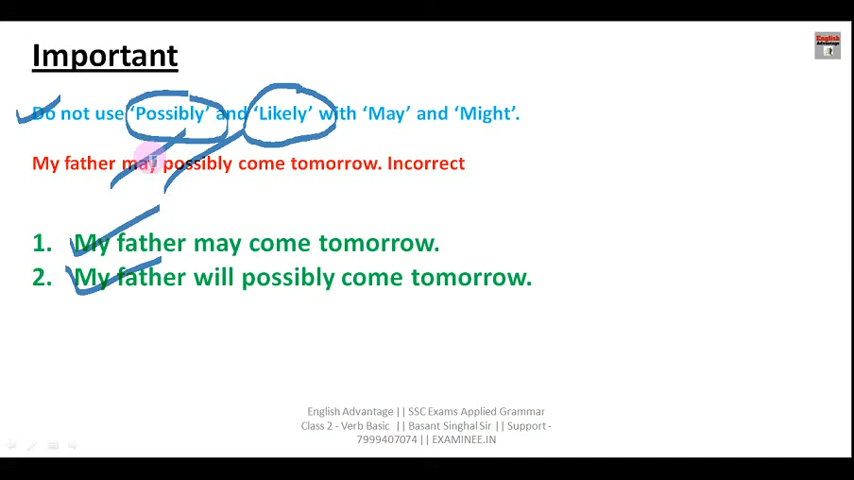 Important
English
Advantage
Do not use ‘Possibly’ and ‘Likely’ with ‘May’ and ‘Might’.
My father may possibly come tomorrow. Incorrect
1. My father may come tomorrow.
2. My father will possibly come tomorrow.
English Advantage || SSC Exams Applied Grammar
Class 2 - Verb Basic || Basant Singhal Sir || Support -
7999407074 || EXAMINEE.IN